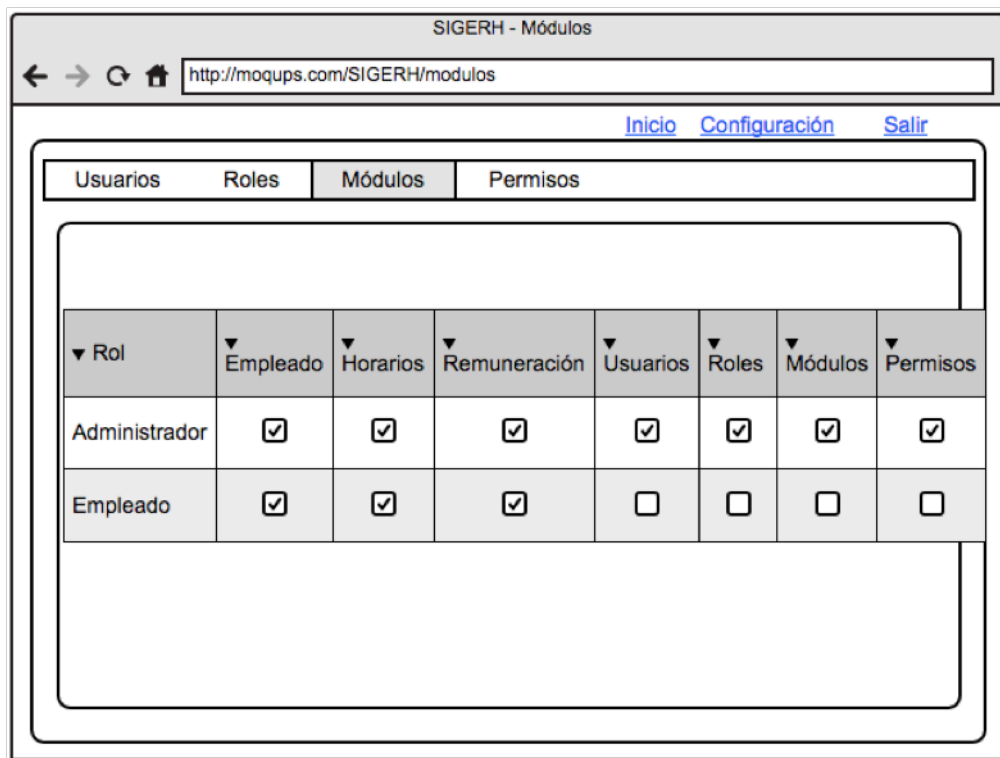 SIGERH - Módulos
http://moqups.com/SIGERH/modulos
Inicio Configuración Salir
Usuarios Roles Módulos Permisos
Rol Empleado Horarios Remuneración Usuarios Roles Módulos Permisos
Administrador
Empleado